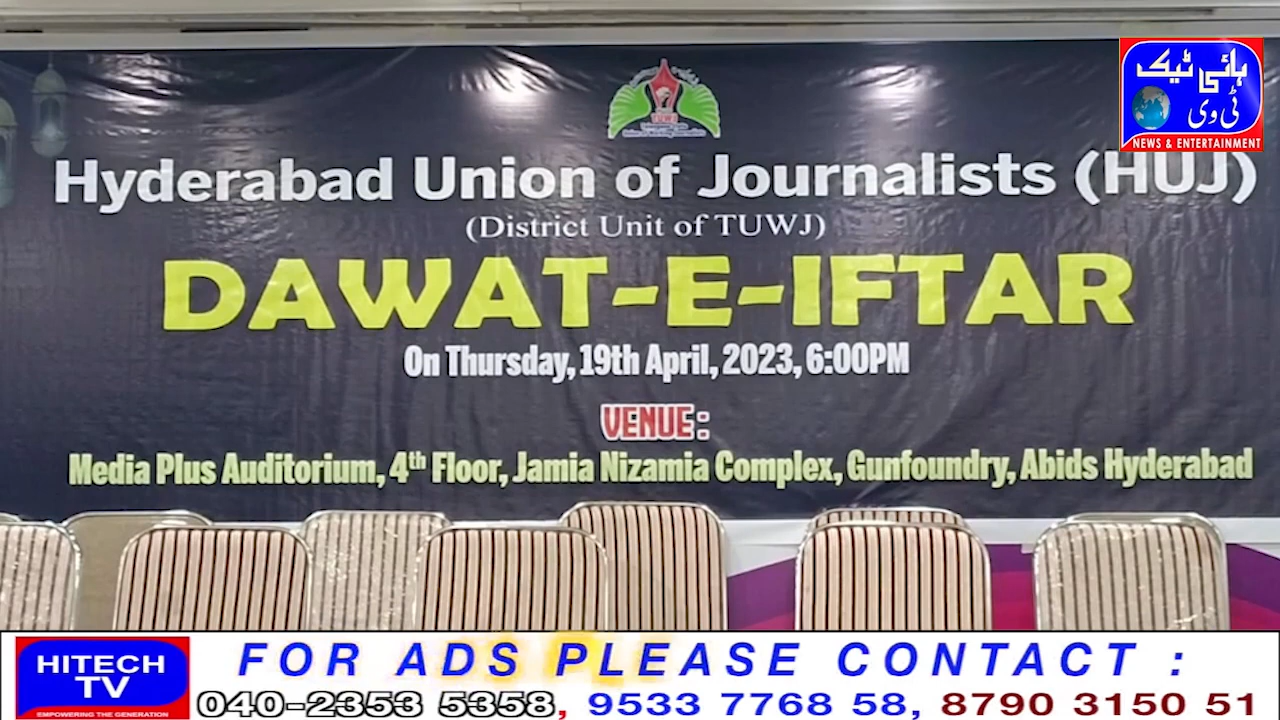 ہائی ٹیک
ٹی وی
NEWS & ENTERTAINMENT
TUWJ
Hyderabad Union of Journalists (HUJ)
(District Unit of TUWJ)
DAWAT-E-IFTAR
On Thursday, 19th April, 2023, 6:00PM
VENUE :
Media Plus Auditorium, 4th Floor, Jamia Nizamia Complex, Gunfoundry, Abids Hyderabad
HITECH
TV
EMPOWERING THE GENERATION
FOR ADS PLEASE CONTACT :
040-2353 5358, 9533 7768 58, 8790 3150 51